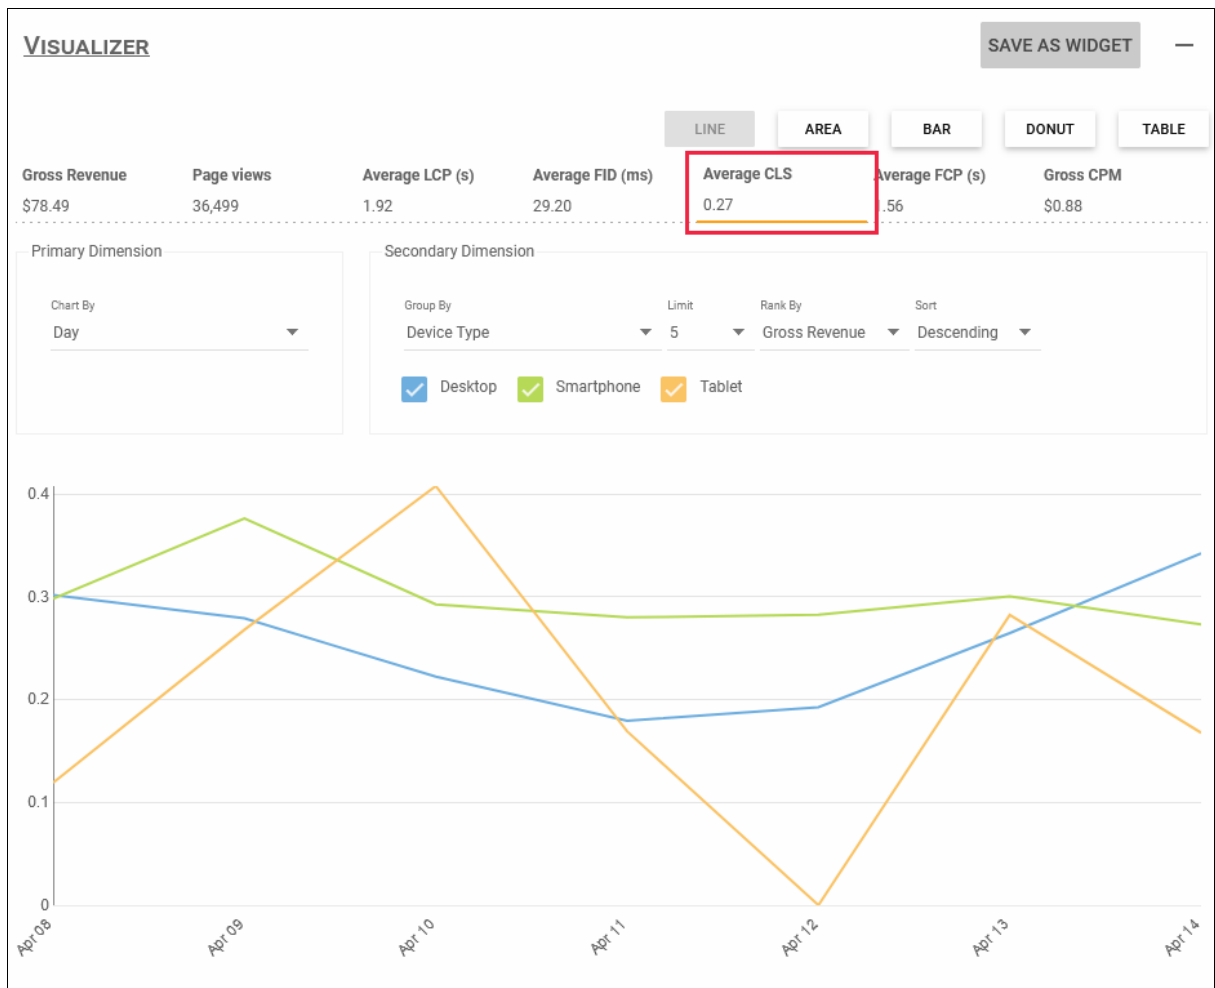 VISUALIZER
SAVE AS WIDGET
LINE AREA BAR DONUT TABLE
Gross Revenue Page views Average LCP (s) Average FID (ms) Average CLS Average FCP (s) Gross CPM
$78.49 36,499 1.92 29.20 0.27 .56 $0.88
Primary Dimension
Chart By
Day
Secondary Dimension
Group By Limit Rank By Sort
Device Type 5 Gross Revenue Descending
Desktop Smartphone Tablet
0.4
0.3
0.2
0.1
0
Apr 08 Apr 09 Apr 10 Apr 11 Apr 12 Apr 13 Apr 14